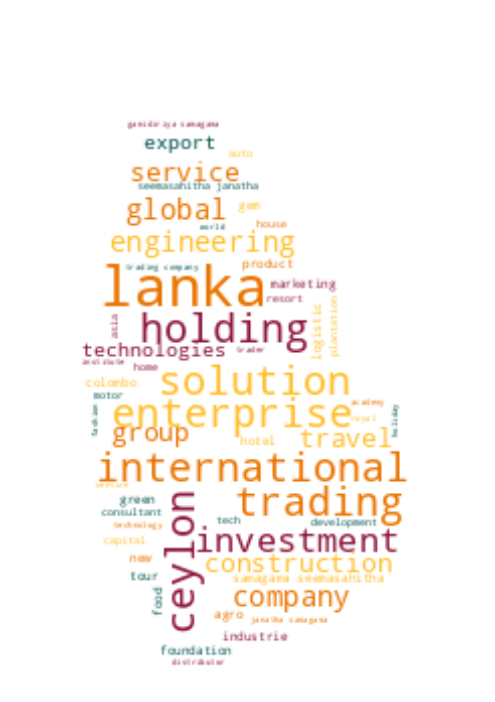 gamidiriya samagama
export
auto
service
seemasahitha janatha
global gem
world house
engineering
trading company product
lanka marketing
resort
asia holding logistic plantation
technologies trader
institute home
colombo solution
motor
fashion enterprise academy
royal holiday
group hotel travel
international
venture
green trading
consultant
technology tech development
capital ceylon investment
new construction
tour samagama seemasahitha
food company
agro janatha samagama
industrie
foundation
distributor